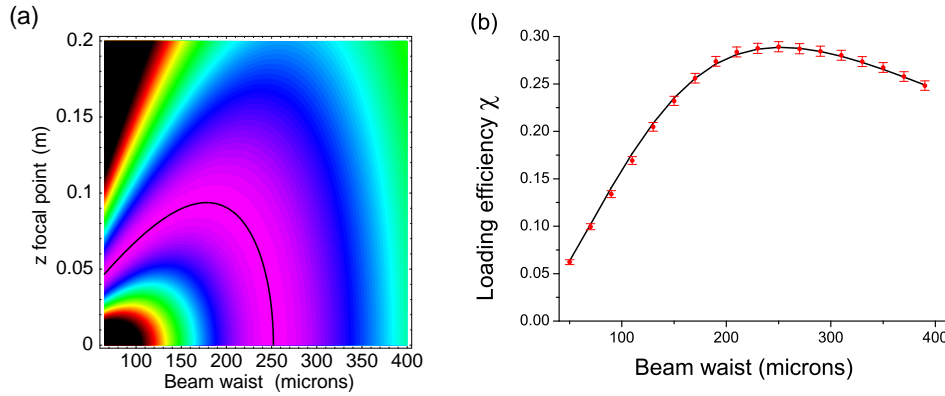 (a)
0.2
0.15
0.1
0.05
0
z focal point (m)
100 150 200 250 300 350 400
Beam waist (microns)
(b)
0.30
0.25
0.20
0.15
0.10
0.05
0.00
Loading efficiency χ
100 200 300 400
Beam waist (microns)